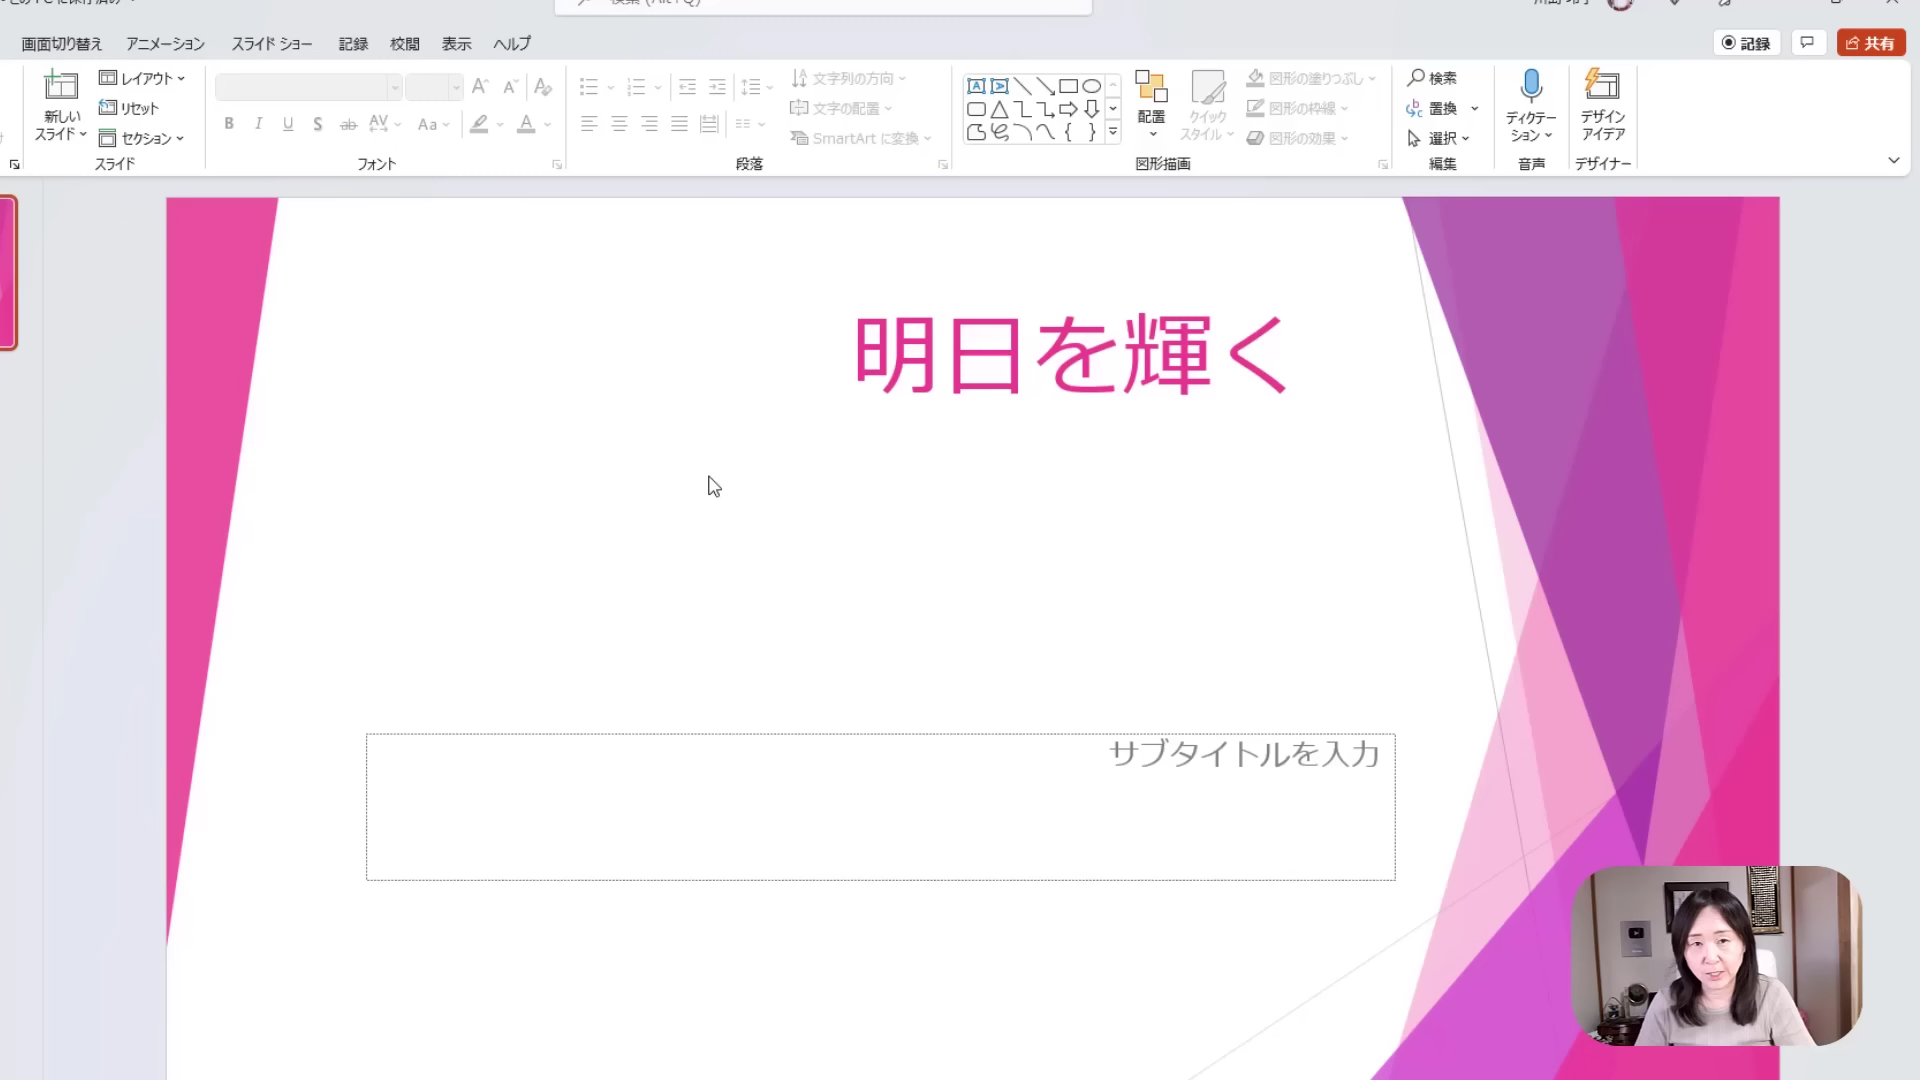 画面切り替え アニメーション スライド ショー 記録 校閲 表示 ヘルプ 記録 共有
新しい
スライド
レイアウト
リセット
セクション
スライド
B I U S ab AV Aa A
フォント
文字列の方向
文字の配置
SmartArt に変換
段落
配置
クイック
スタイル
図形の塗りつぶし
図形の枠線
図形の効果
図形描画
検索
置換
選択
編集
ディクテー
ション
音声
デザイン
アイデア
デザイナー
明日を輝く
サブタイトルを入力